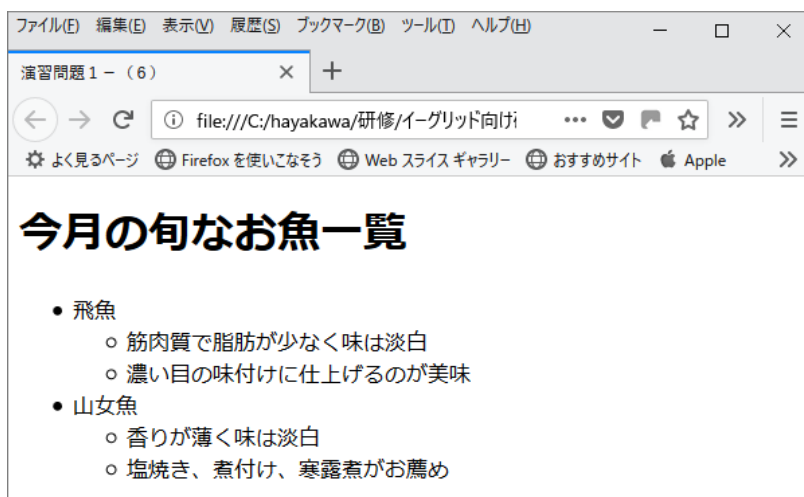 ファイル(F) 編集(E) 表示(V) 履歴(S) ブックマーク(B) ツール(T) ヘルプ(H)
演習問題１－（6）
file:///C:/hayakawa/研修/イーグリッド向け
よく見るページ Firefox を使いこなそう Web スライス ギャラリー おすすめサイト Apple
今月の旬なお魚一覧
飛魚
筋肉質で脂肪が少なく味は淡白
濃い目の味付けに仕上げるのが美味
山女魚
香りが薄く味は淡白
塩焼き、煮付け、寒露煮がお薦め